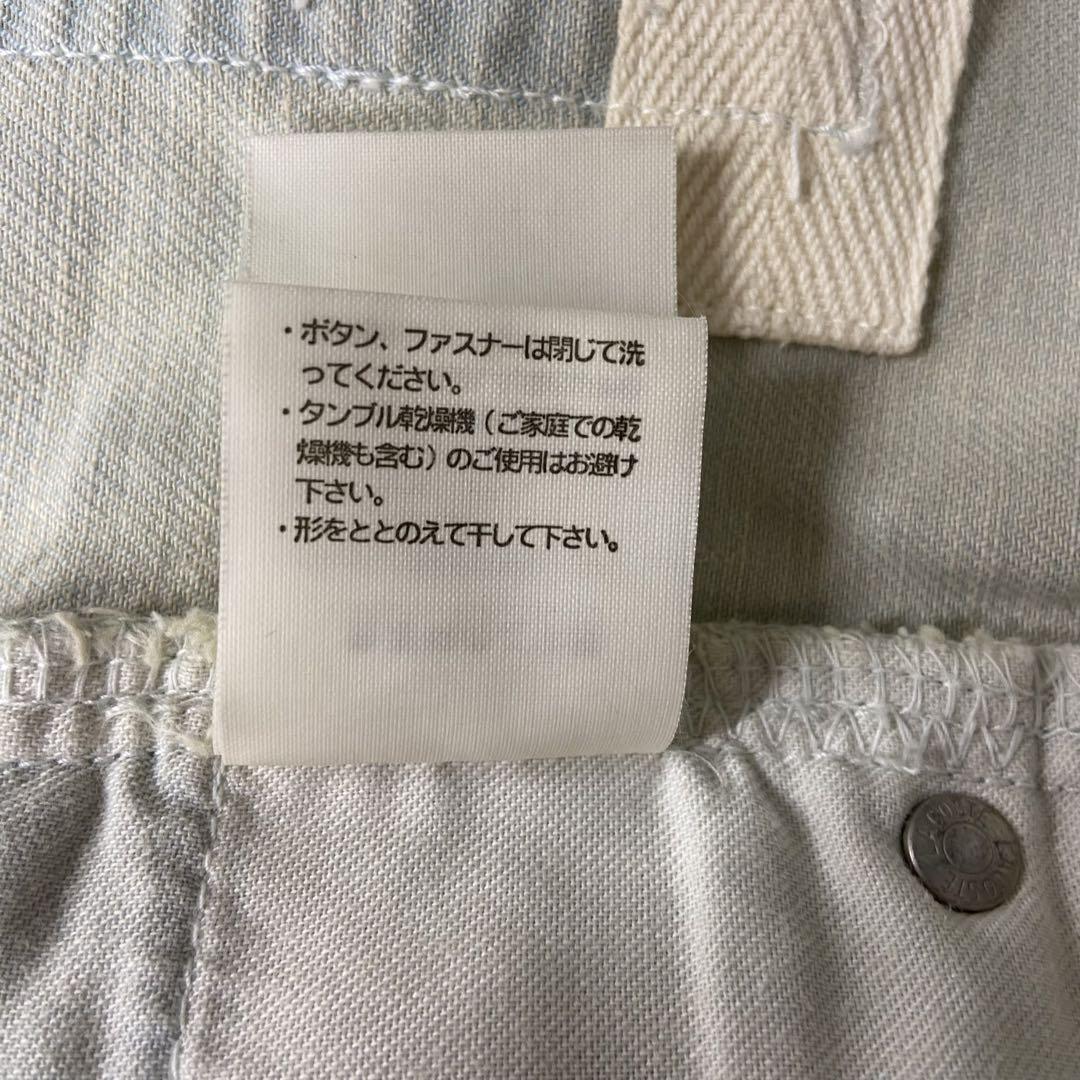 ・ボタン、ファスナーは閉じて洗
ってください。
・タンブル乾燥機(ご家庭での乾
燥機も含む)のご使用はお避け
下さい。
・形をととのえて干して下さい。